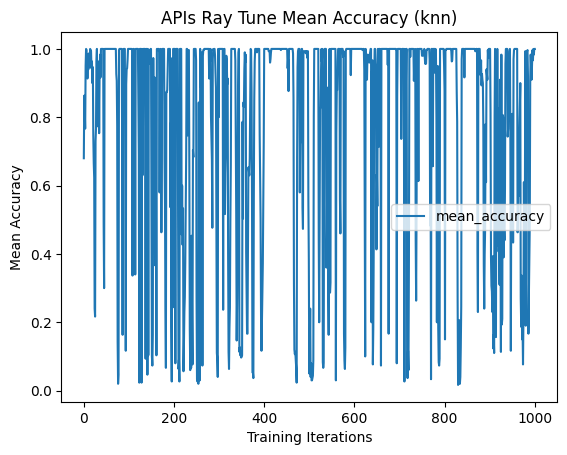 APIs Ray Tune Mean Accuracy (knn)
1.0
0.8
0.6
0.4
0.2
0.0
Mean Accuracy
mean_accuracy
0 200 400 600 800 1000
Training Iterations